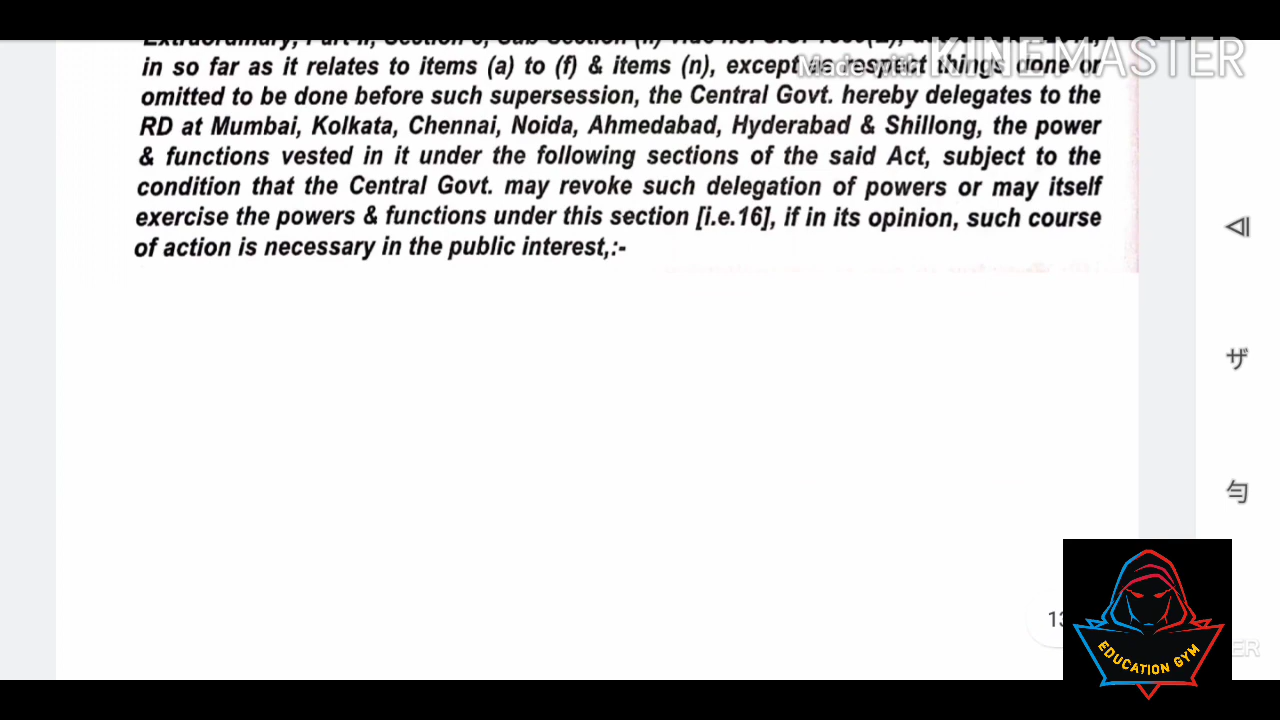 in so far as it relates to items (a) to (f) & items (n), except as respect things done or
omitted to be done before such supersession, the Central Govt. hereby delegates to the
RD at Mumbai, Kolkata, Chennai, Noida, Ahmedabad, Hyderabad & Shillong, the power
& functions vested in it under the following sections of the said Act, subject to the
condition that the Central Govt. may revoke such delegation of powers or may itself
exercise the powers & functions under this section [i.e.16], if in its opinion, such course
of action is necessary in the public interest,:-
Made with KINEMASTER
EDUCATION GYM